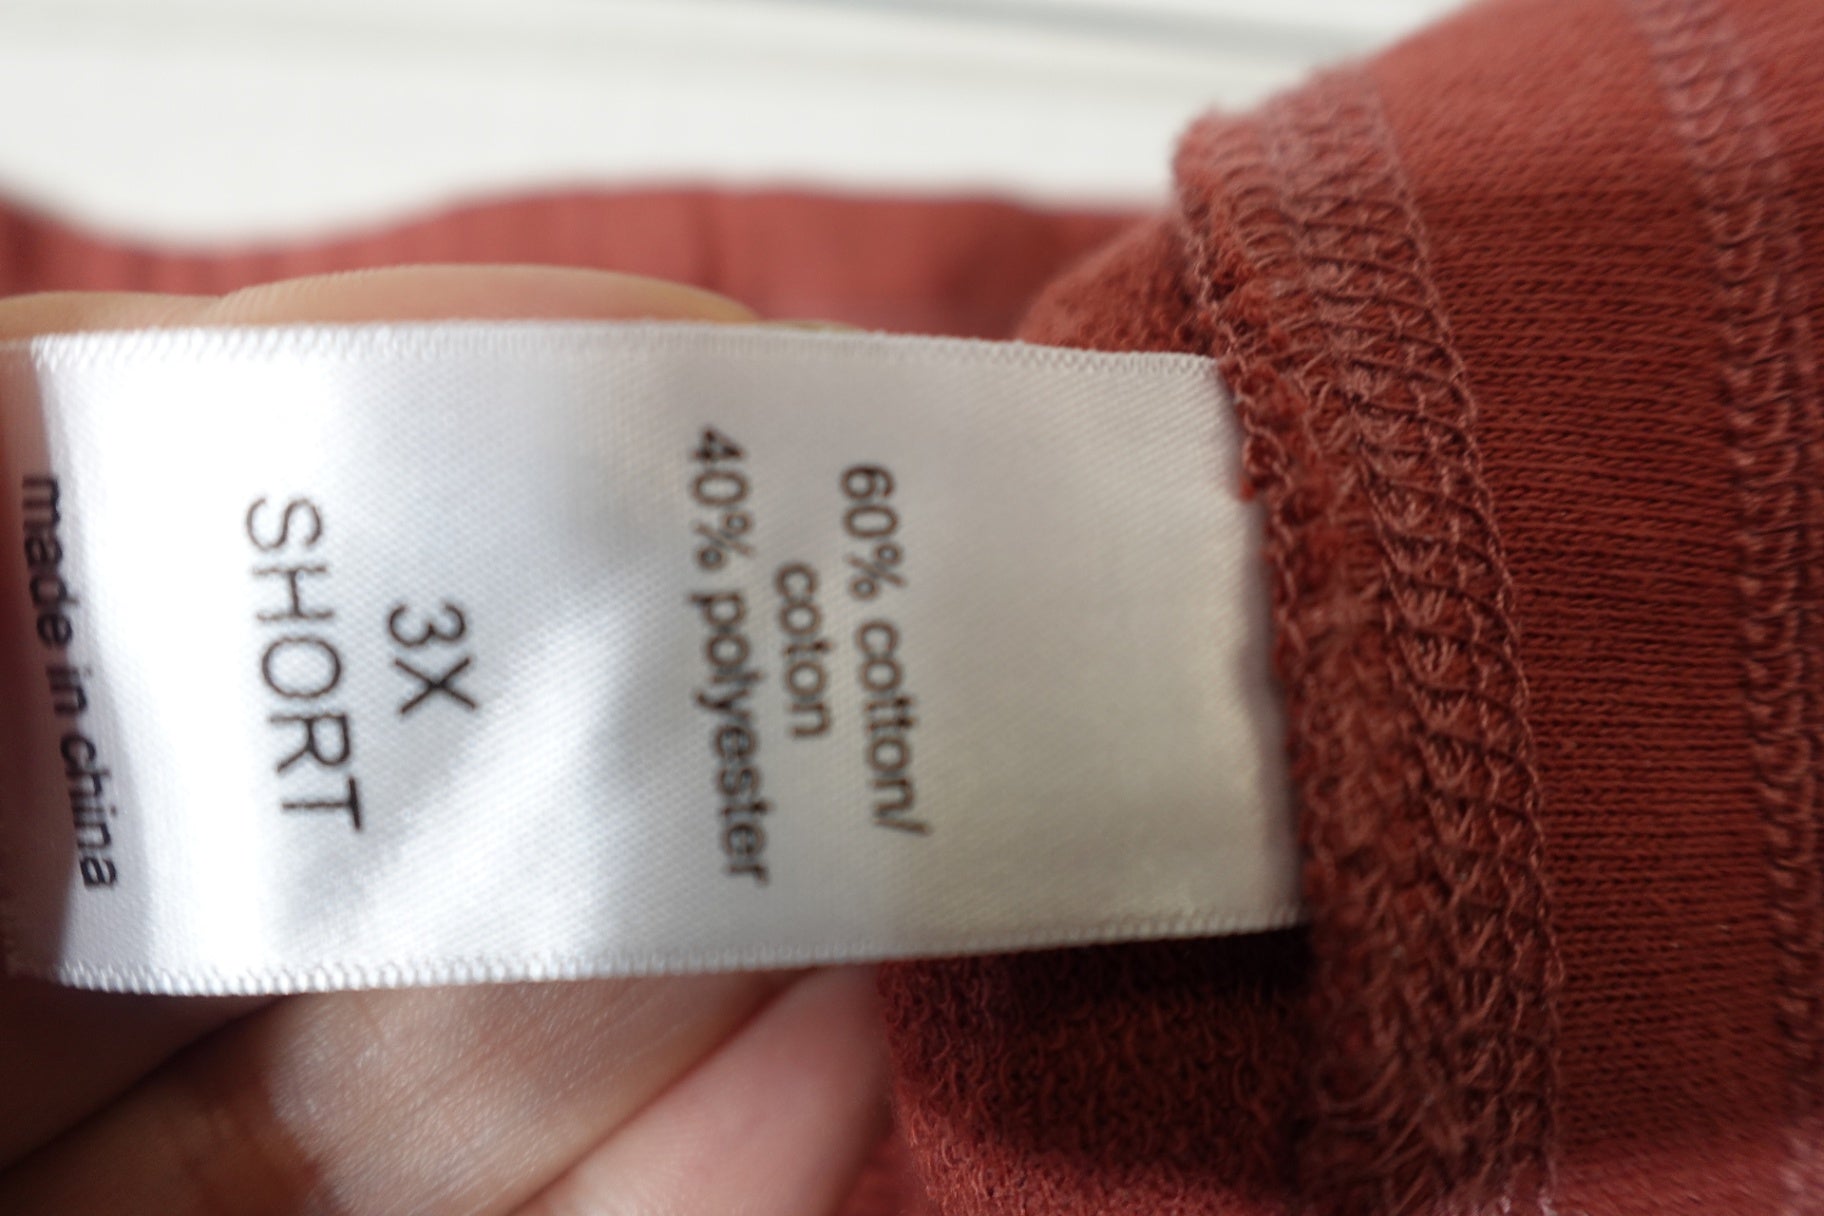 60% cotton/
coton
40% polyester
3X
SHORT
made in china